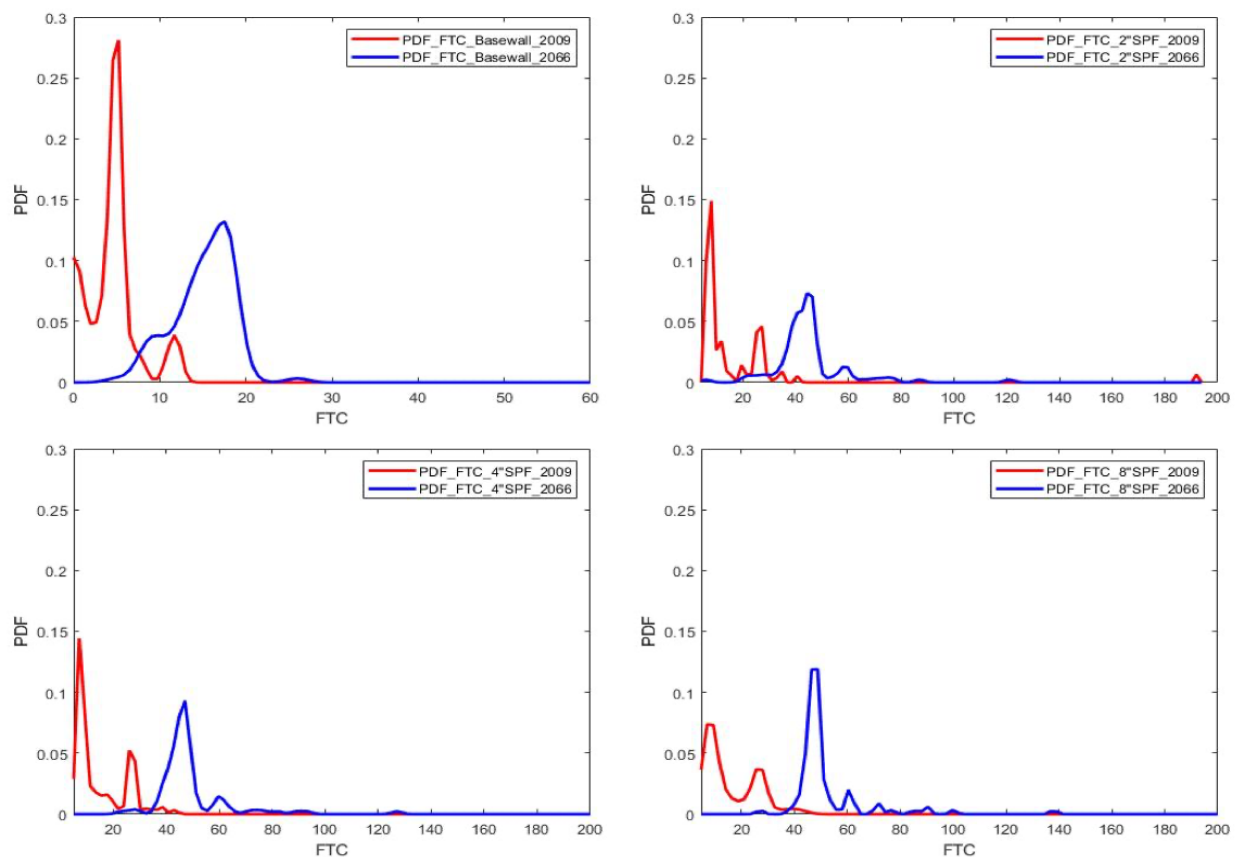 0.3
0.25
0.2
0.15
0.1
0.05
0
PDF
PDF_FTC_Basewall_2009
PDF_FTC_Basewall_2066
0 10 20 30 40 50 60
FTC
0.3
0.25
0.2
0.15
0.1
0.05
0
PDF
PDF_FTC_2"SPF_2009
PDF_FTC_2"SPF_2066
20 40 60 80 100 120 140 160 180 200
FTC
0.3
0.25
0.2
0.15
0.1
0.05
0
PDF
PDF_FTC_4"SPF_2009
PDF_FTC_4"SPF_2066
20 40 60 80 100 120 140 160 180 200
FTC
0.3
0.25
0.2
0.15
0.1
0.05
0
PDF
PDF_FTC_8"SPF_2009
PDF_FTC_8"SPF_2066
20 40 60 80 100 120 140 160 180 200
FTC